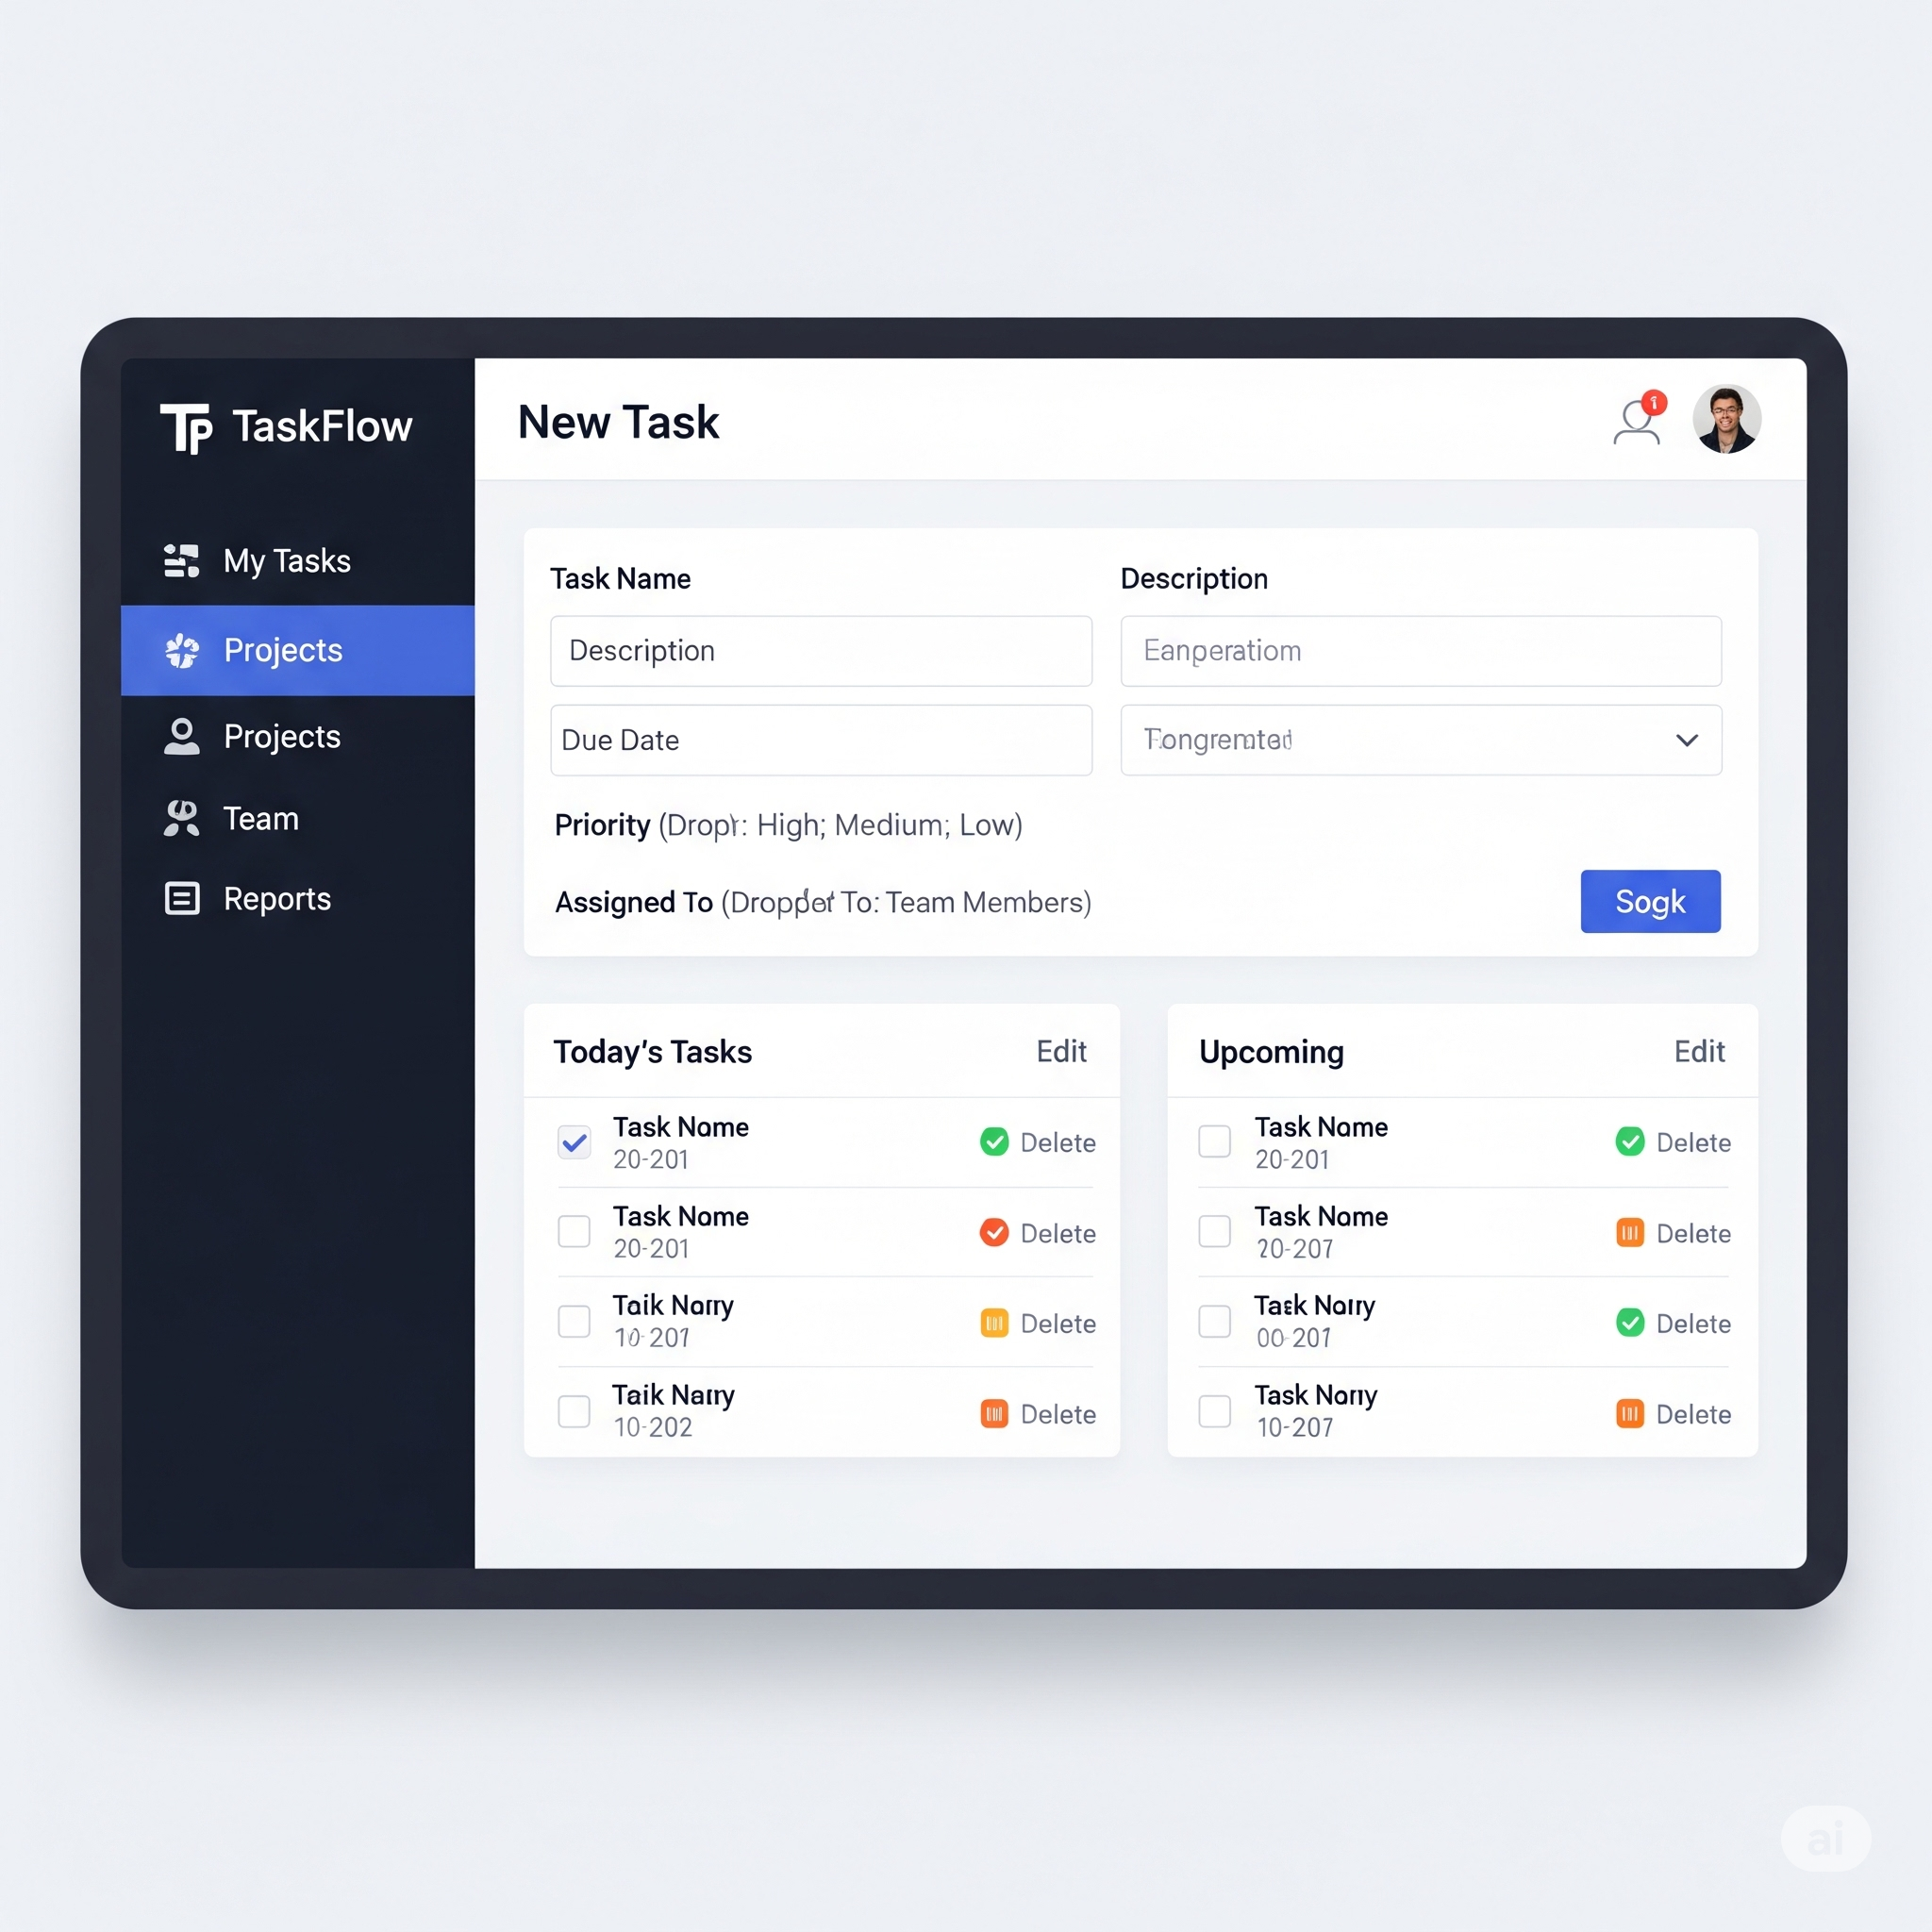 TP TaskFlow
My Tasks
Projects
Projects
Team
Reports
New Task
1
Task Name
Description
Description
Eanperatiom
Due Date
Priority (Dropr: High; Medium; Low)
Assigned To (Droppdet To: Team Members)
Sogk
Today's Tasks Edit
Task Name
20-201
Delete
Task Name
20-201
Delete
Taik Narry
10-201
Delete
Taik Narry
10-202
Delete
Upcoming Edit
Task Name
20-201
Delete
Task Name
20-207
Delete
Task Narry
00-201
Delete
Task Norry
10-207
Delete
ai